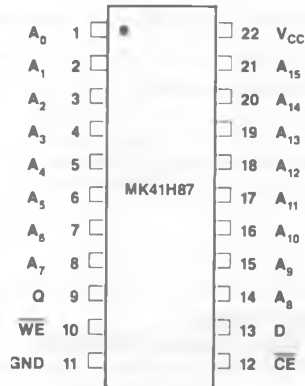 A0 1 22 VCC
A1 2 21 A15
A2 3 20 A14
A3 4 19 A13
A4 5 18 A12
MK41H87
A5 6 17 A11
A6 7 16 A10
A7 8 15 A9
Q 9 14 A8
W̅E̅ 10 13 D
GND 11 12 C̅E̅